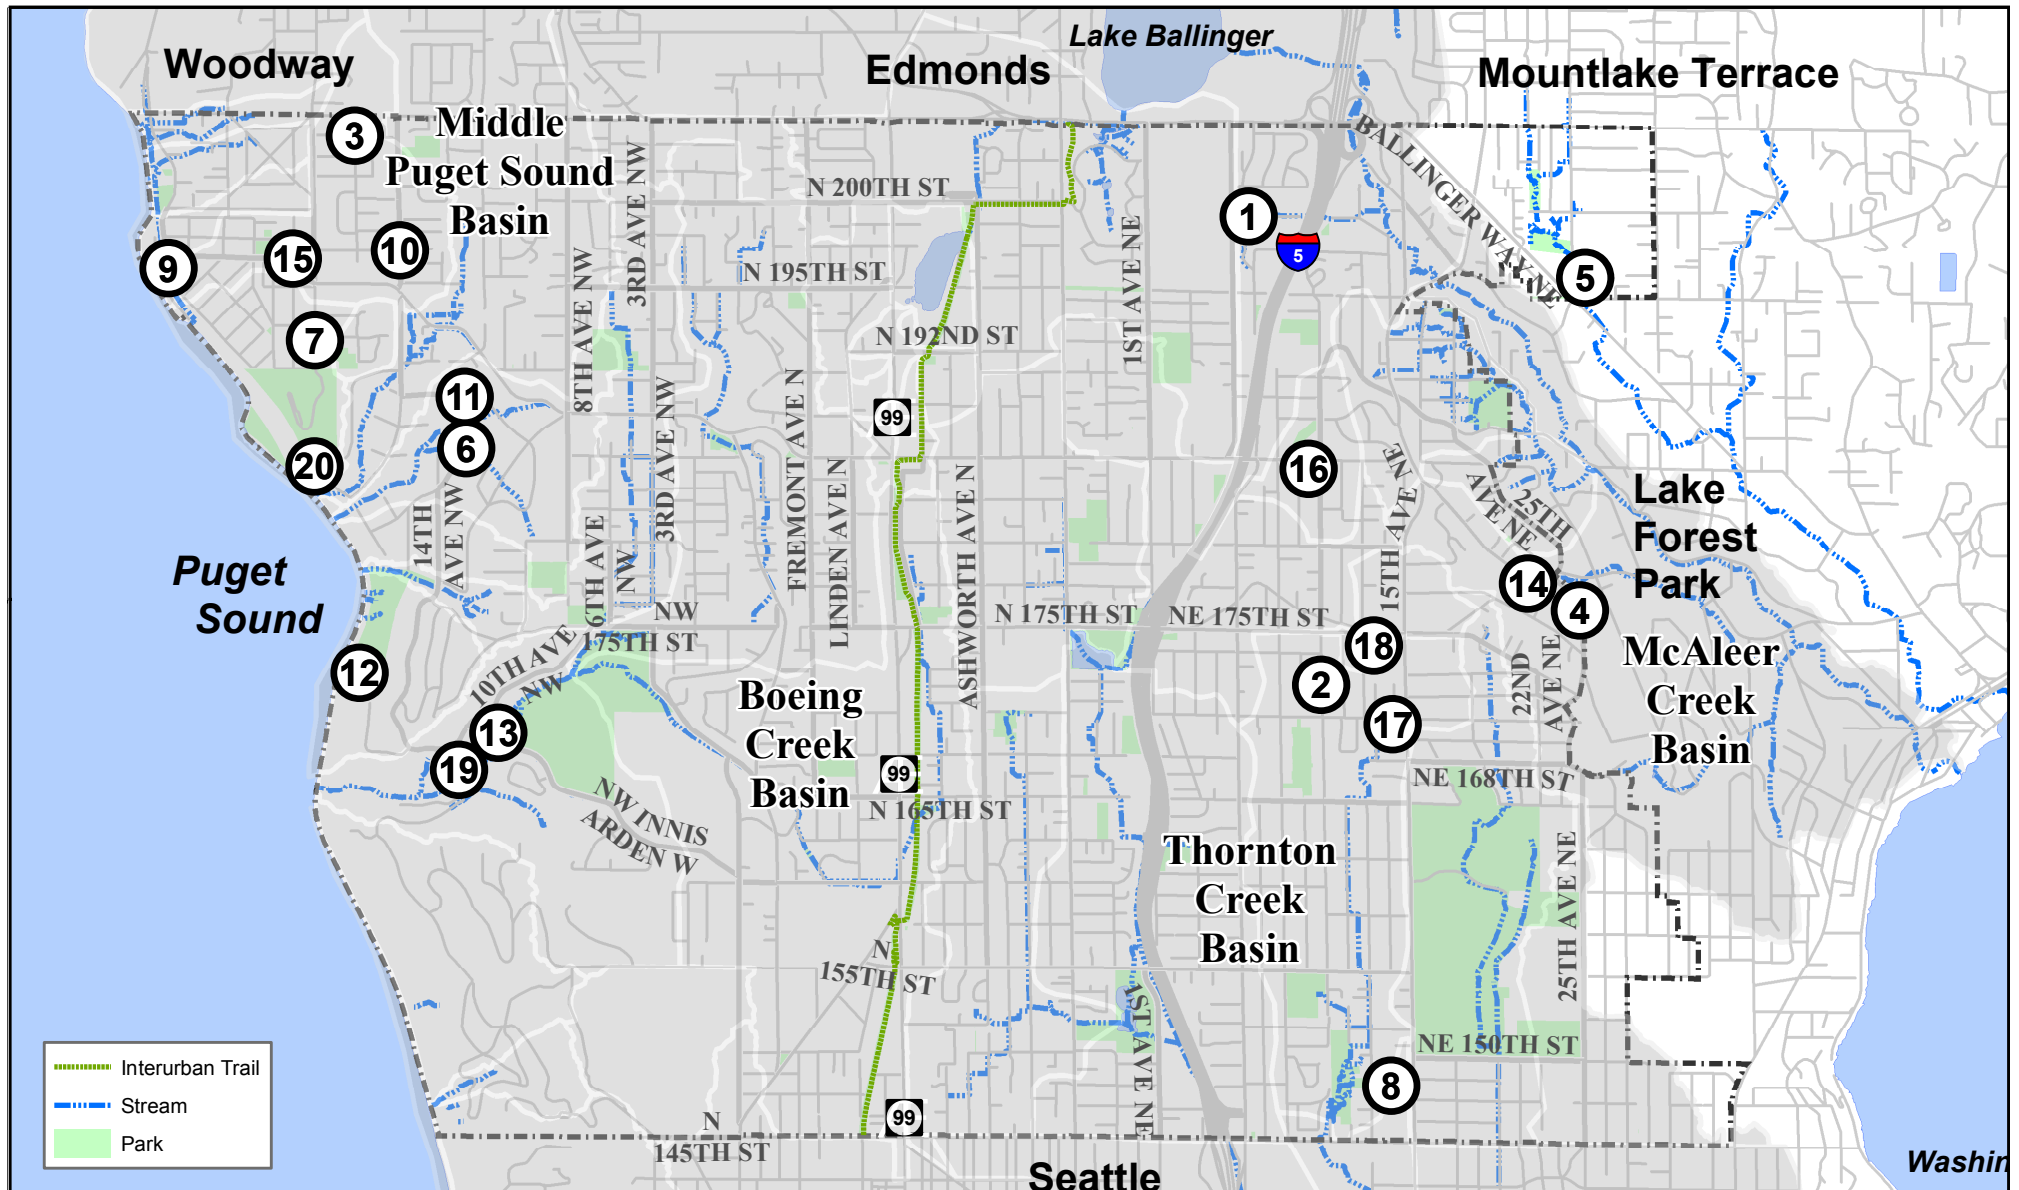 Woodway
Edmonds
Lake Ballinger
Mountlake Terrace
3
Middle
Puget Sound
Basin
BALLINGER WAY NE
N 200TH ST
3RD AVE NW
1
5
9
15
10
N 195TH ST
8TH AVE NW
1ST AVE NE
5
7
N 192ND ST
11
6
20
99
FREMONT AVE N
LINDEN AVE N
3RD AVE NW
ASHWORTH AVE N
16
15TH AVE NE
25TH
AVE NE
Lake
Forest
Park
14TH
AVE NW
6TH AVE
NW
Puget
Sound
14
4
NW
175TH ST
N 175TH ST
NE 175TH ST
18
2
17
22ND
AVE NE
McAleer
Creek
Basin
12
10TH AVE
NW
13
19
Boeing
Creek
Basin
99
N 165TH ST
NE 168TH ST
NW INNIS
ARDEN W
Thornton
Creek
Basin
25TH AVE NE
N
155TH ST
1ST AVE NE
NE 150TH ST
8
99
Interurban Trail
Stream
Park
N
145TH ST
Seattle
Washin